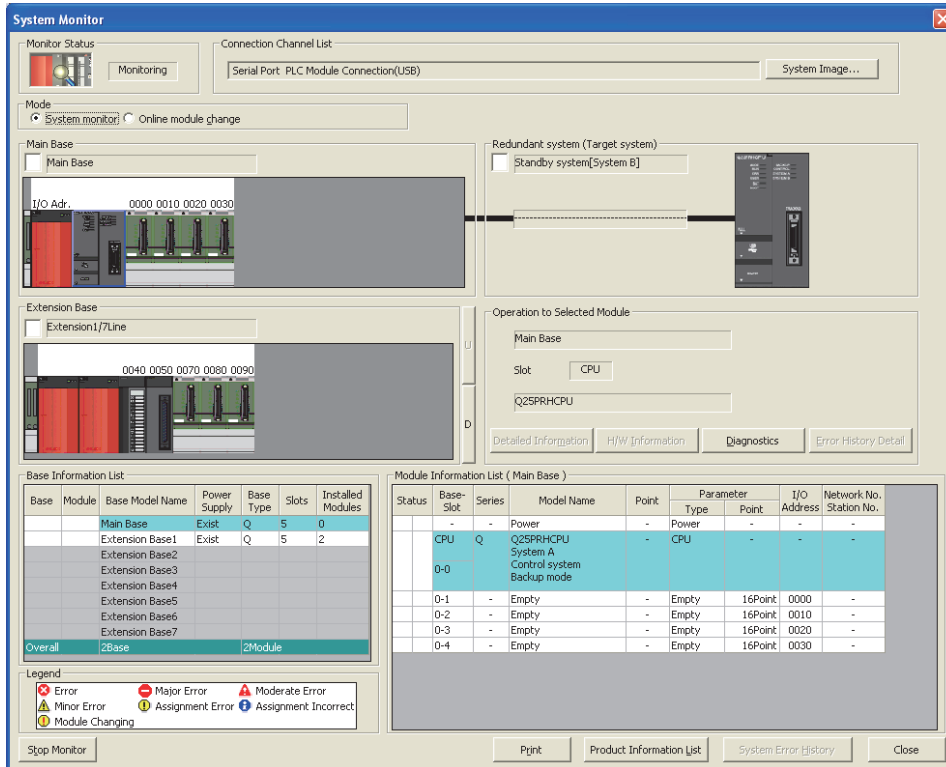 System Monitor
Monitor Status
Monitoring
Connection Channel List
Serial Port PLC Module Connection(USB)
System Image...
Mode
System monitor
Online module change
Main Base
Main Base
I/O Adr. 0000 0010 0020 0030
Redundant system (Target system)
Standby system[System B]
TRACKING
Extension Base
Extension1/7Line
0040 0050 0070 0080 0090
U
D
Operation to Selected Module
Main Base
Slot CPU
Q25PRHCPU
Detailed Information
H/W Information
Diagnostics
Error History Detail
Base Information List
Base Module Base Model Name Power Supply Base Type Slots Installed Modules
Main Base Exist Q 5 0
Extension Base1 Exist Q 5 2
Extension Base2
Extension Base3
Extension Base4
Extension Base5
Extension Base6
Extension Base7
Overall 2Base 2Module
Module Information List ( Main Base )
Status Base-Slot Series Model Name Point Parameter Type Point I/O Address Network No. Station No.
- - Power - Power - - -
CPU Q Q25PRHCPU - CPU - - -
System A
0-0 Control system
Backup mode
0-1 - Empty - Empty 16Point 0000 -
0-2 - Empty - Empty 16Point 0010 -
0-3 - Empty - Empty 16Point 0020 -
0-4 - Empty - Empty 16Point 0030 -
Legend
Error Major Error Moderate Error
Minor Error Assignment Error Assignment Incorrect
Module Changing
Stop Monitor
Print
Product Information List
System Error History
Close